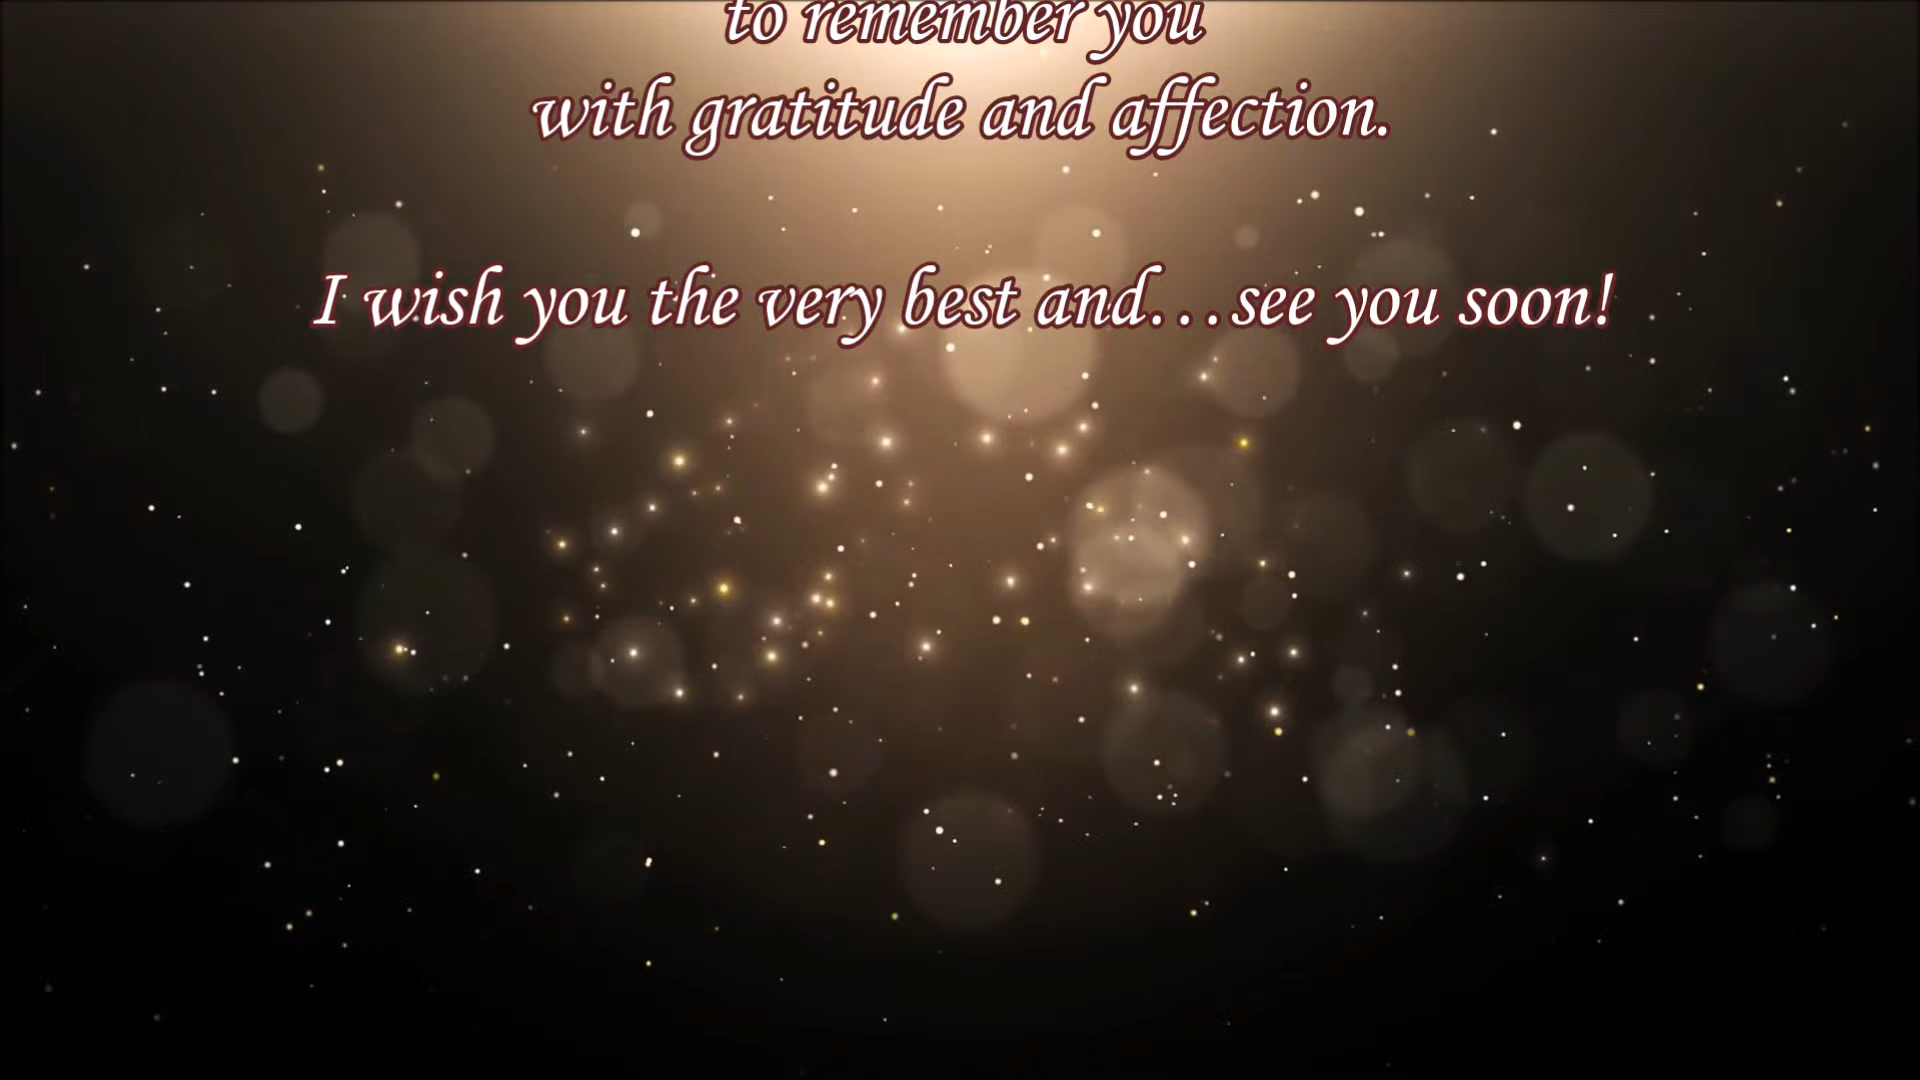 to remember you
with gratitude and affection.
I wish you the very best and...see you soon!